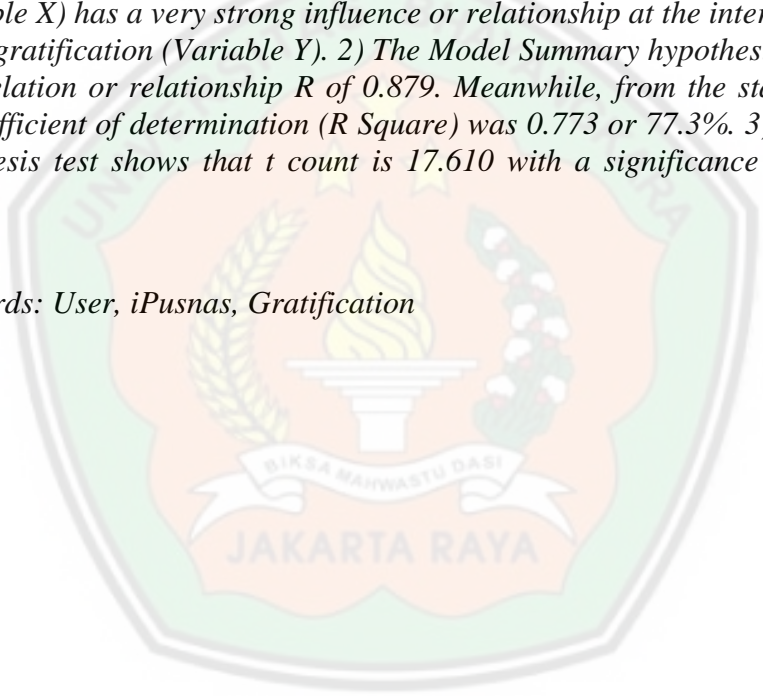 ble X) has a very strong influence or relationship at the inter
gratification (Variable Y). 2) The Model Summary hypothes
elation or relationship R of 0.879. Meanwhile, from the sta
fficient of determination (R Square) was 0.773 or 77.3%. 3)
esis test shows that t count is 17.610 with a significance
rds: User, iPusnas, Gratification
BIKSA MAHWASTU DASI
JAKARTA RAYA